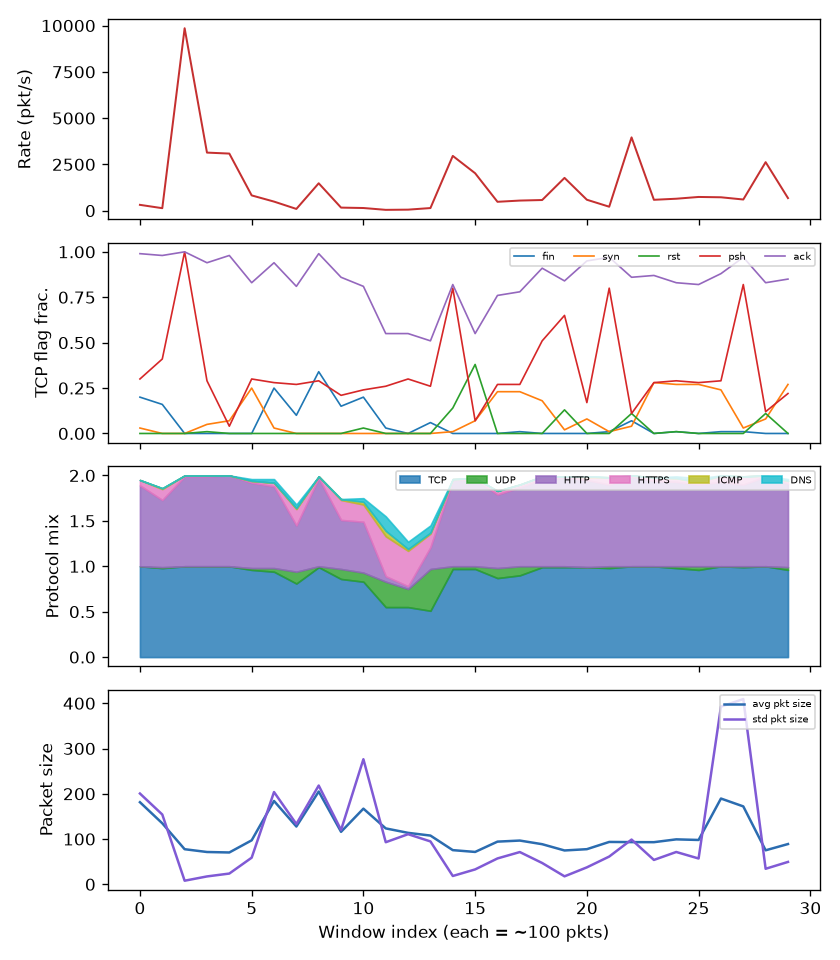 Rate (pkt/s)
10000
7500
5000
2500
0
TCP flag frac.
1.00
0.75
0.50
0.25
0.00
fin syn rst psh ack
Protocol mix
2.0
1.5
1.0
0.5
0.0
TCP UDP HTTP HTTPS ICMP DNS
Packet size
400
300
200
100
0
avg pkt size
std pkt size
0 5 10 15 20 25 30
Window index (each = ~100 pkts)